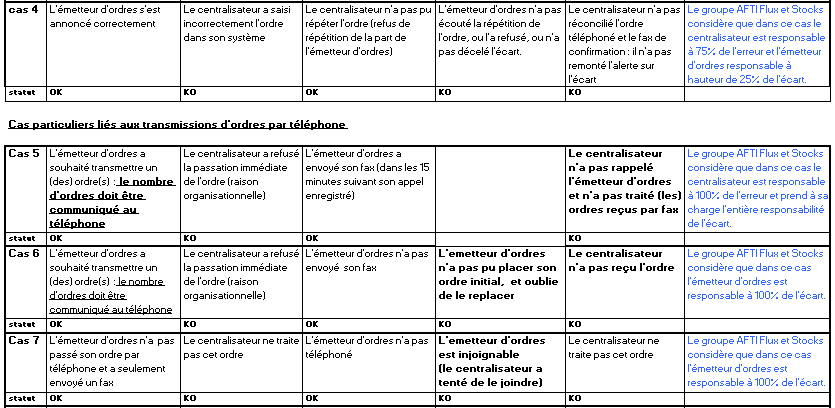 cas 4
L'émetteur d'ordres s'est
annoncé correctement
Le centralisateur a saisi
incorrectement l'ordre
dans son système
Le centralisateur n'a pas pu
répéter l'ordre (refus de
répétition de la part de
l'émetteur d'ordres)
L'émetteur d'ordres n'a pas
écouté la répétition de
l'ordre, ou l'a refusé, ou n'a
pas décelé l'écart.
Le centralisateur n'a pas
réconcilié l'ordre
téléphoné et le fax de
confirmation : il n'a pas
remonté l'alerte sur
l'écart
Le groupe AFTI Flux et Stocks
considère que dans ce cas le
centralisateur est responsable
à 75% de l'erreur et l'émetteur
d'ordres responsable à
hauteur de 25% de l'écart.
statut OK KO OK KO KO
Cas particuliers liés aux transmissions d'ordres par téléphone
Cas 5
L'émetteur d'ordres a
souhaité transmettre un
(des) ordre(s) : le nombre
d'ordres doit être
communiqué au
téléphone
Le centralisateur a refusé
la passation immédiate
de l'ordre (raison
organisationnelle)
L'émetteur d'ordres a
envoyé son fax (dans les 15
minutes suivant son appel
enregistré)
Le centralisateur
n'a pas rappelé
l'émetteur d'ordres
et n'a pas traité (les)
ordres reçus par fax
Le groupe AFTI Flux et Stocks
considère que dans ce cas le
centralisateur est responsable
à 100% de l'erreur et prend à sa
charge l'entière responsabilité
de l'écart.
statut OK KO OK KO
Cas 6
L'émetteur d'ordres a
souhaité transmettre un
(des) ordre(s) : le nombre
d'ordres doit être
communiqué au téléphone
Le centralisateur a refusé
la passation immédiate
de l'ordre (raison
organisationnelle)
L'émetteur d'ordres n'a pas
envoyé son fax
L'emetteur d'ordres
n'a pas pu placer son
ordre initial, et oublie
de le replacer
Le centralisateur
n'a pas reçu l'ordre
Le groupe AFTI Flux et Stocks
considère que dans ce cas
l'émetteur d'ordres est
responsable à 100% de l'écart.
statut OK KO OK KO KO
Cas 7
L'émetteur d'ordres n'a pas
passé son ordre par
téléphone et a seulement
envoyé un fax
Le centralisateur ne traite
pas cet ordre
L'émetteur d'ordres n'a pas
téléphoné
L'emetteur d'ordres
est injoignable
(le centralisateur a
tenté de le joindre)
Le centralisateur ne
traite pas cet ordre
Le groupe AFTI Flux et Stocks
considère que dans ce cas
l'émetteur d'ordres est
responsable à 100% de l'écart.
statut OK KO OK KO KO